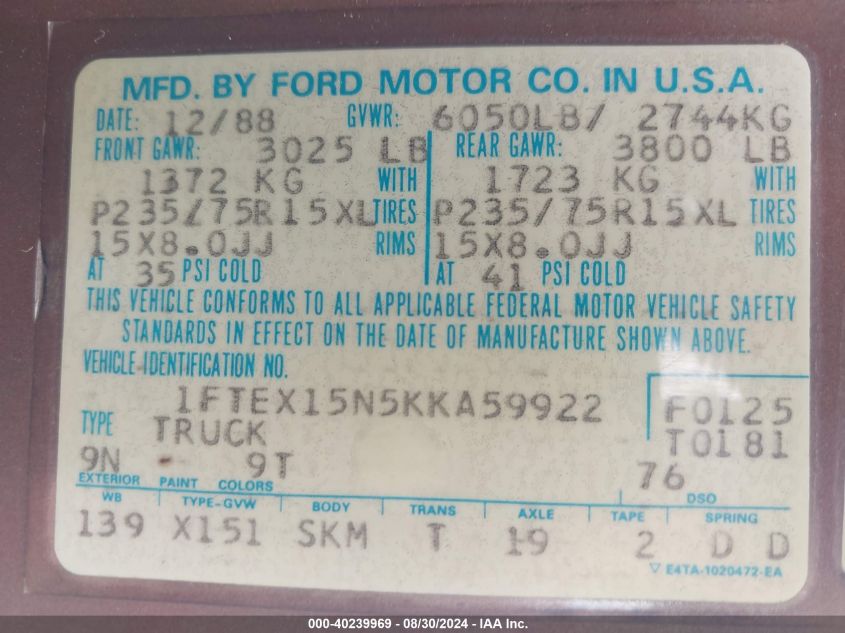 MFD. BY FORD MOTOR CO. IN U.S.A.
DATE: 12/88 GVWR: 6050LB/ 2744KG
FRONT GAWR: 3025 LB REAR GAWR: 3800 LB
1372 KG WITH 1723 KG WITH
P235/75R15XL TIRES P235/75R15XL TIRES
15X8.0JJ RIMS 15X8.0JJ RIMS
AT 35 PSI COLD AT 41 PSI COLD
THIS VEHICLE CONFORMS TO ALL APPLICABLE FEDERAL MOTOR VEHICLE SAFETY
STANDARDS IN EFFECT ON THE DATE OF MANUFACTURE SHOWN ABOVE.
VEHICLE IDENTIFICATION NO.
1FTEX15N5KKA59922 F0125
TYPE TRUCK T0181
9N 9T 76
EXTERIOR PAINT COLORS DSO
WB TYPE-GVW BODY TRANS AXLE TAPE SPRING
139 X151 SKM T 19 2 D D
▽ E4TA-1020472-EA
000-40239969 - 08/30/2024 - IAA Inc.